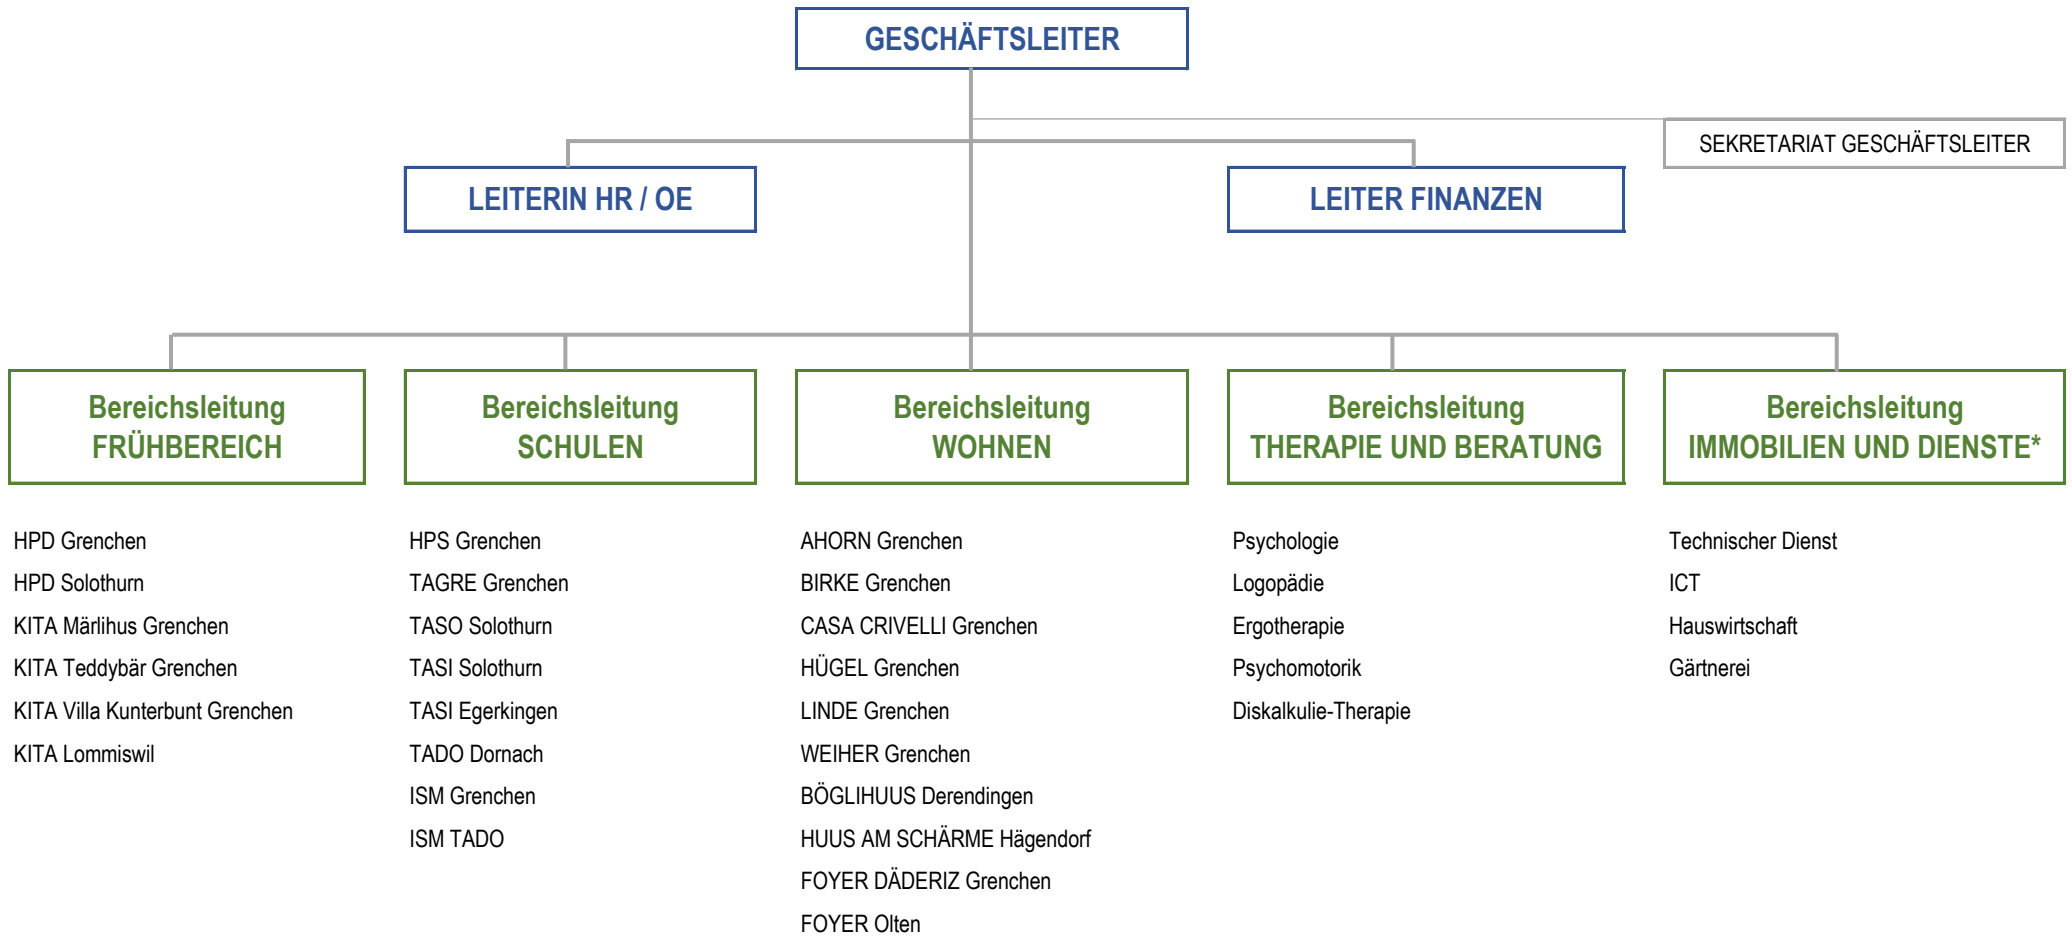 GESCHÄFTSLEITER
SEKRETARIAT GESCHÄFTSLEITER
LEITERIN HR / OE
LEITER FINANZEN
Bereichsleitung
FRÜHBEREICH
Bereichsleitung
SCHULEN
Bereichsleitung
WOHNEN
Bereichsleitung
THERAPIE UND BERATUNG
Bereichsleitung
IMMOBILIEN UND DIENSTE*
HPD Grenchen
HPD Solothurn
KITA Märlihus Grenchen
KITA Teddybär Grenchen
KITA Villa Kunterbunt Grenchen
KITA Lommiswil
HPS Grenchen
TAGRE Grenchen
TASO Solothurn
TASI Solothurn
TASI Egerkingen
TADO Dornach
ISM Grenchen
ISM TADO
AHORN Grenchen
BIRKE Grenchen
CASA CRIVELLI Grenchen
HÜGEL Grenchen
LINDE Grenchen
WEIHER Grenchen
BÖGLIHUUS Derendingen
HUUS AM SCHÄRME Hägendorf
FOYER DÄDERIZ Grenchen
FOYER Olten
Psychologie
Logopädie
Ergotherapie
Psychomotorik
Diskalkulie-Therapie
Technischer Dienst
ICT
Hauswirtschaft
Gärtnerei